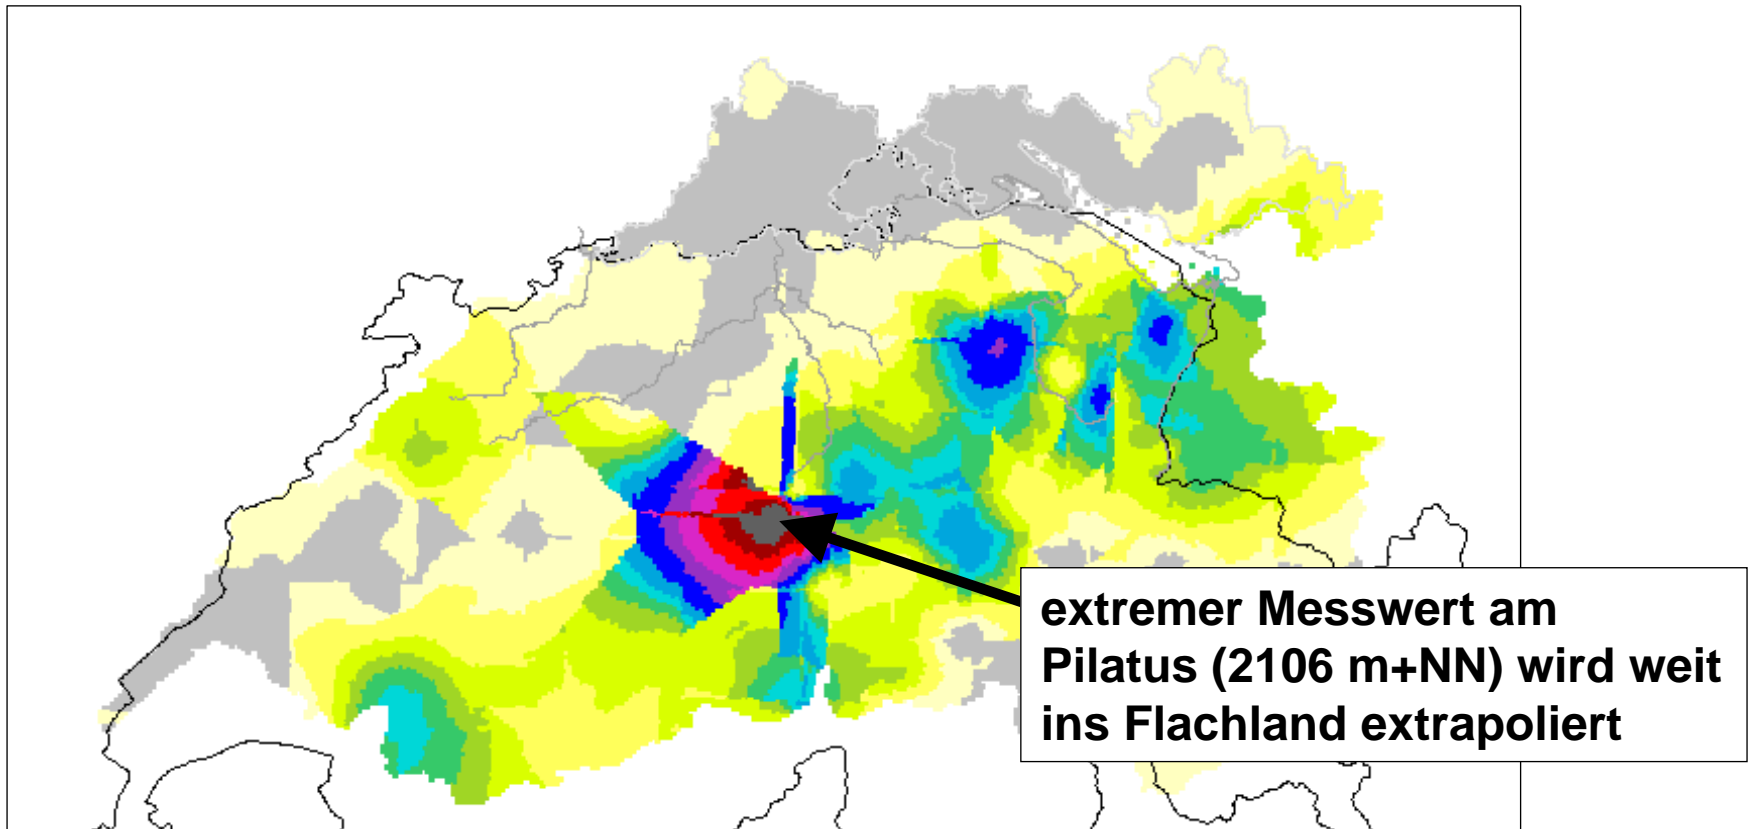 extremer Messwert am
Pilatus (2106 m+NN) wird weit
ins Flachland extrapoliert